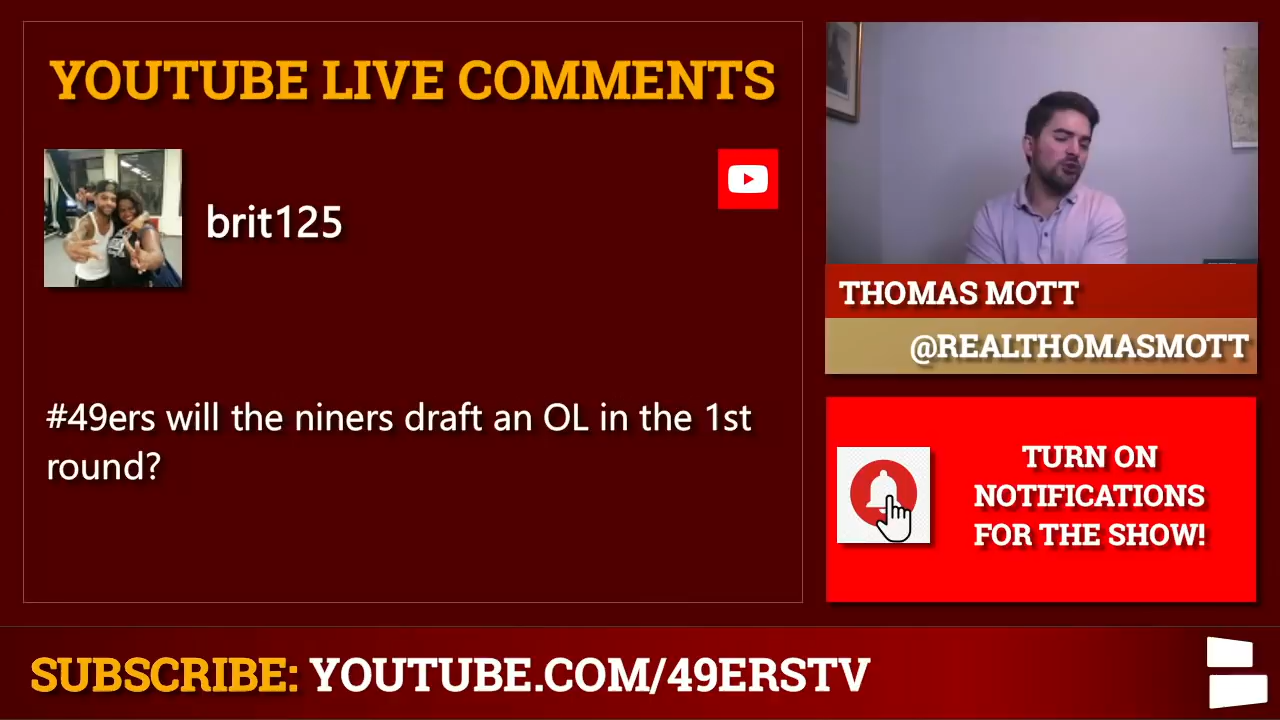 YOUTUBE LIVE COMMENTS
brit125
#49ers will the niners draft an OL in the 1st
round?
THOMAS MOTT
@REALTHOMASMOTT
TURN ON
NOTIFICATIONS
FOR THE SHOW!
SUBSCRIBE: YOUTUBE.COM/49ERSTV